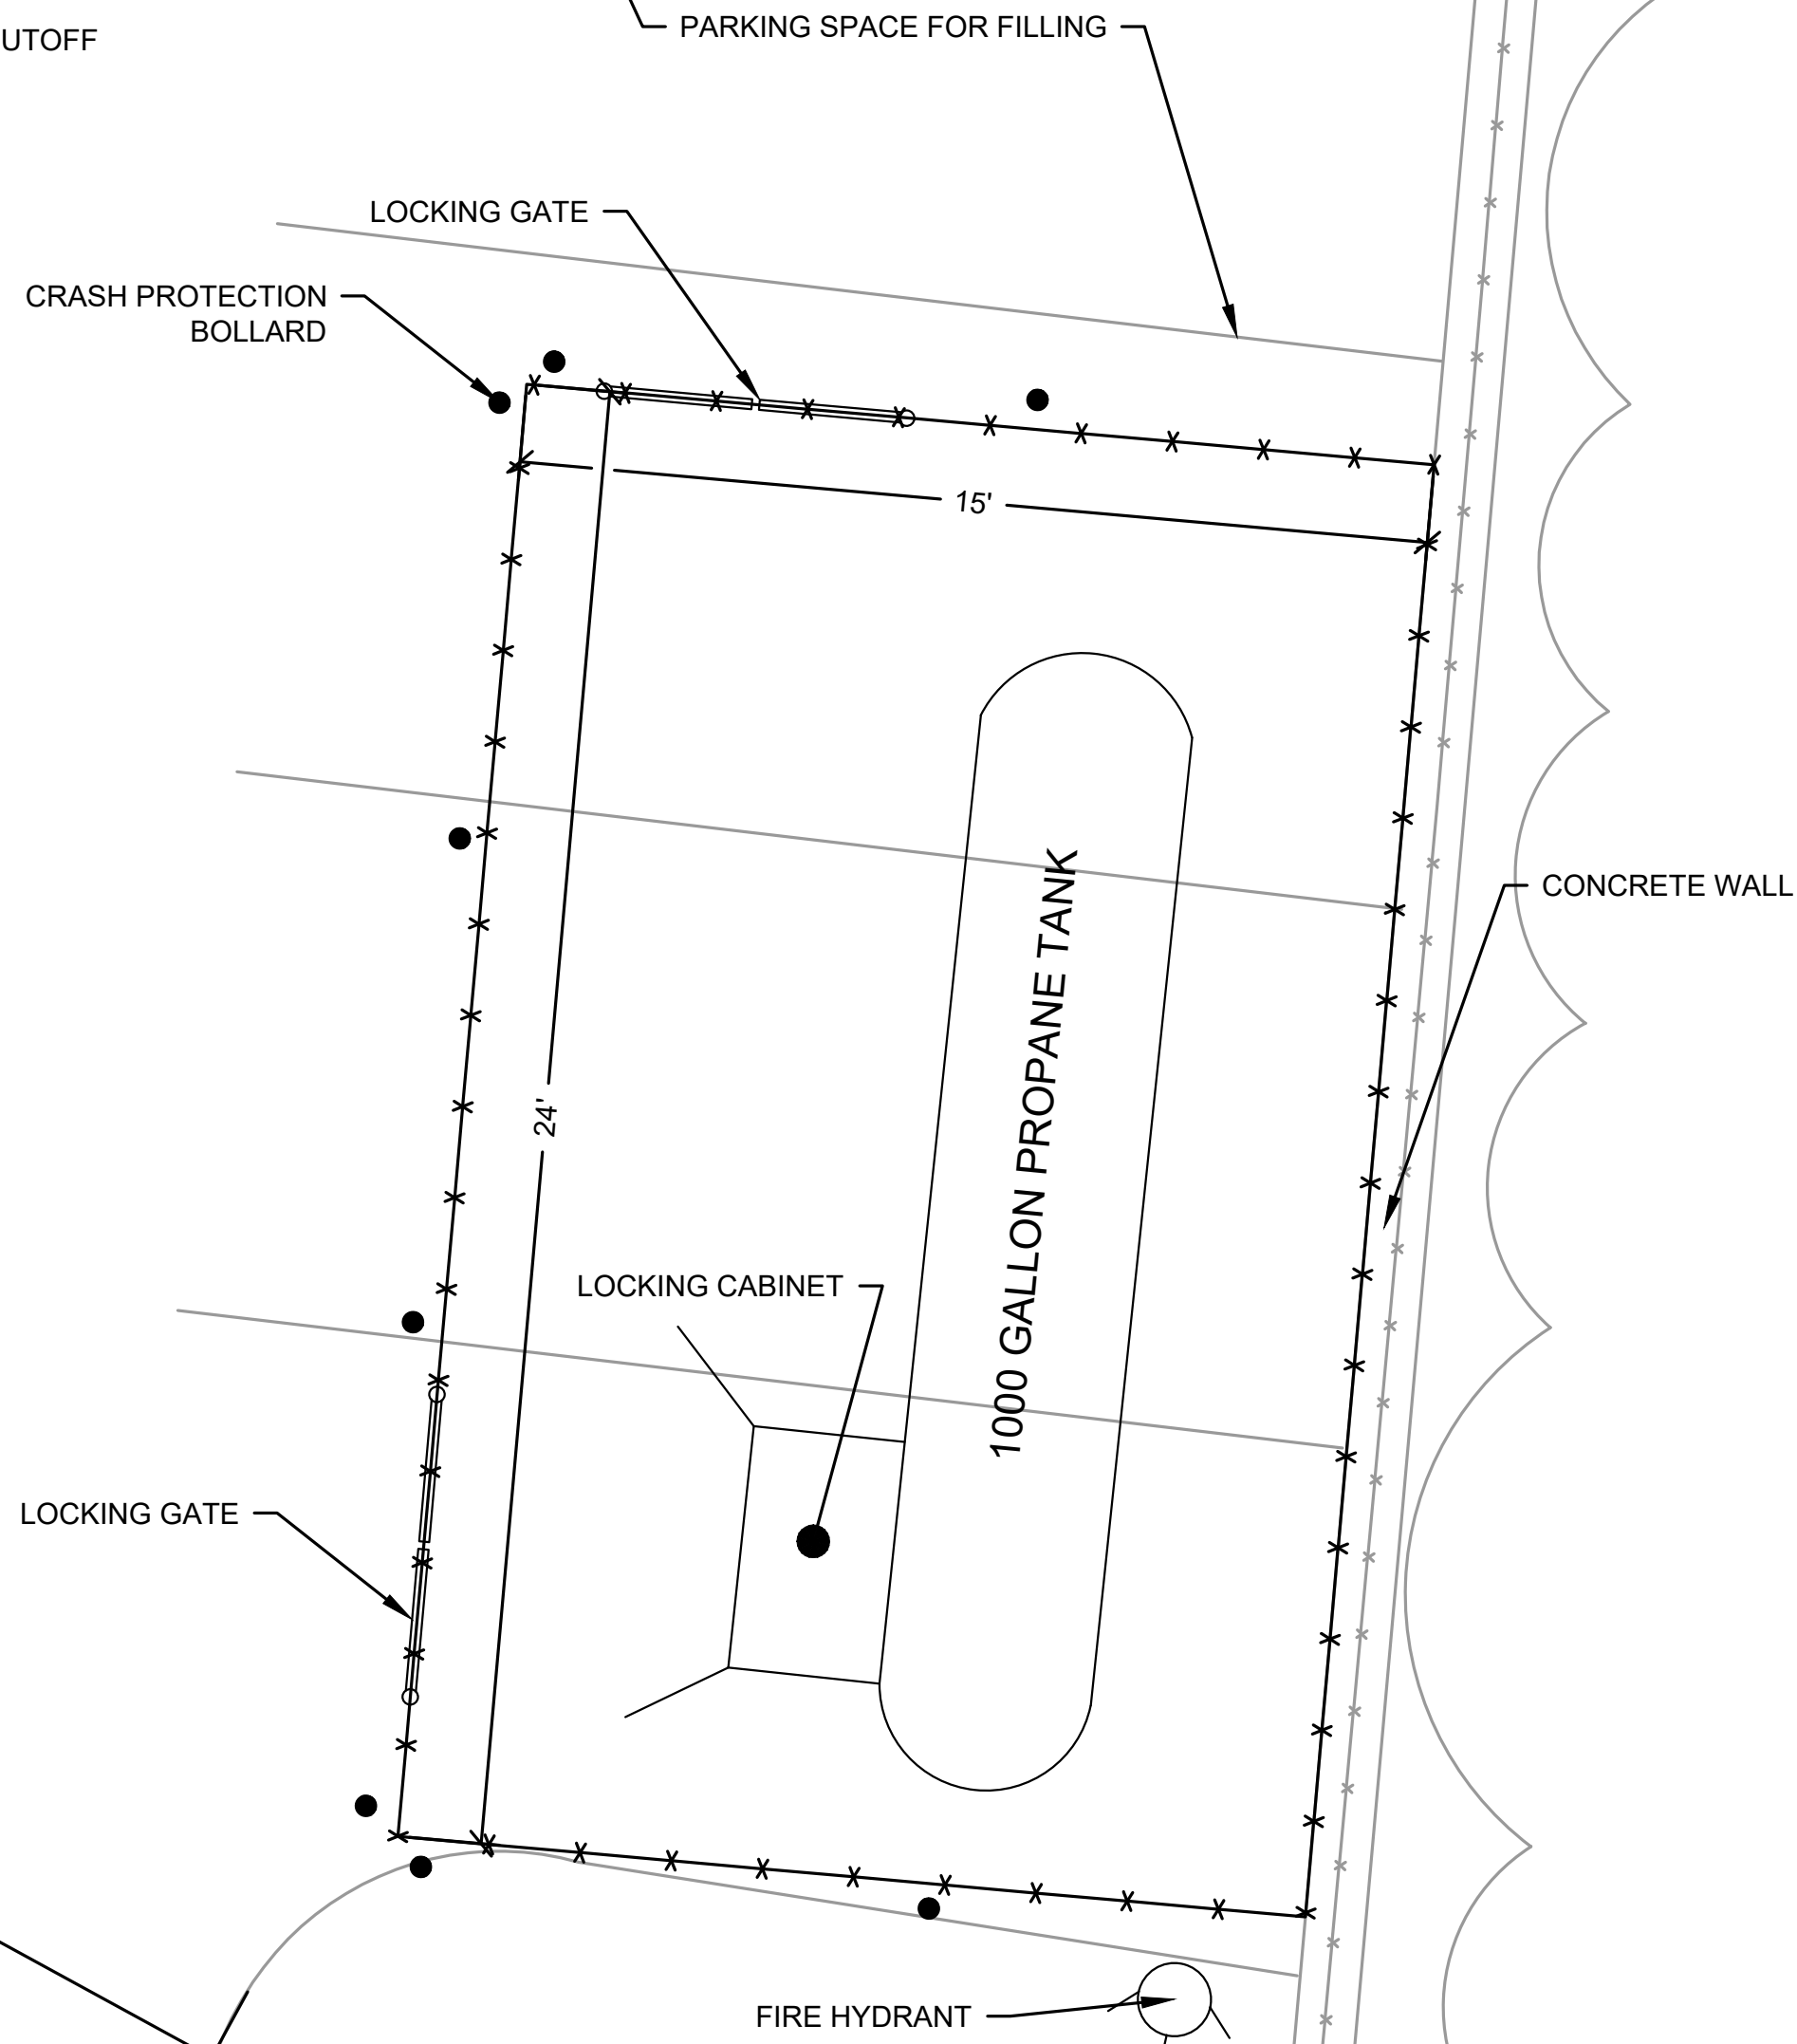 PARKING SPACE FOR FILLING
UTOFF
LOCKING GATE
CRASH PROTECTION
BOLLARD
15'
CONCRETE WALL
1000 GALLON PROPANE TANK
24'
LOCKING CABINET
LOCKING GATE
FIRE HYDRANT